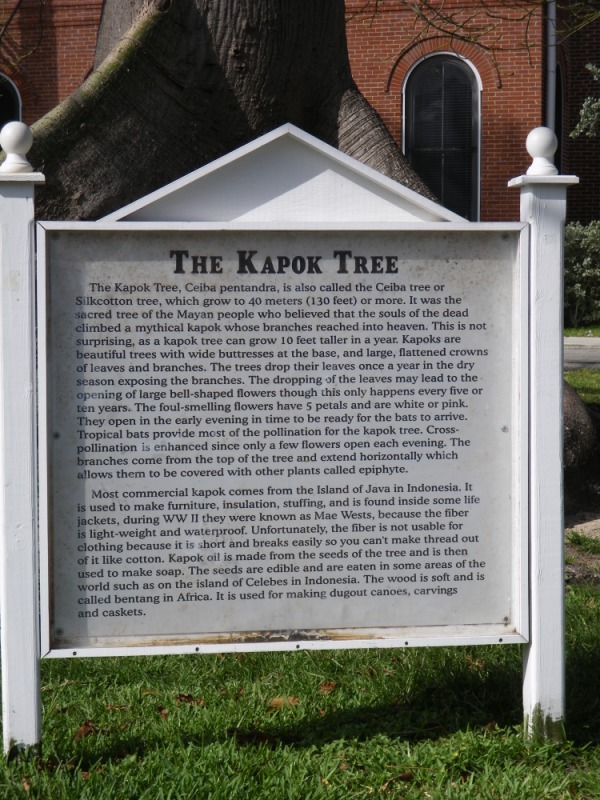 THE KAPOK TREE
The Kapok Tree, Ceiba pentandra, is also called the Ceiba tree or
Silkcotton tree, which grow to 40 meters (130 feet) or more. It was the
sacred tree of the Mayan people who believed that the souls of the dead
climbed a mythical kapok whose branches reached into heaven. This is not
surprising, as a kapok tree can grow 10 feet taller in a year. Kapoks are
beautiful trees with wide buttresses at the base, and large, flattened crowns
of leaves and branches. The trees drop their leaves once a year in the dry
season exposing the branches. The dropping of the leaves may lead to the
opening of large bell-shaped flowers though this only happens every five or
ten years. The foul-smelling flowers have 5 petals and are white or pink.
They open in the early evening in time to be ready for the bats to arrive.
Tropical bats provide most of the pollination for the kapok tree. Cross-
pollination is enhanced since only a few flowers open each evening. The
branches come from the top of the tree and extend horizontally which
allows them to be covered with other plants called epiphyte.
Most commercial kapok comes from the Island of Java in Indonesia. It
is used to make furniture, insulation, stuffing, and is found inside some life
jackets, during WW II they were known as Mae Wests, because the fiber
is light-weight and waterproof. Unfortunately, the fiber is not usable for
clothing because it is short and breaks easily so you can't make thread out
of it like cotton. Kapok oil is made from the seeds of the tree and is then
used to make soap. The seeds are edible and are eaten in some areas of the
world such as on the island of Celebes in Indonesia. The wood is soft and is
called bentang in Africa. It is used for making dugout canoes, carvings
and caskets.